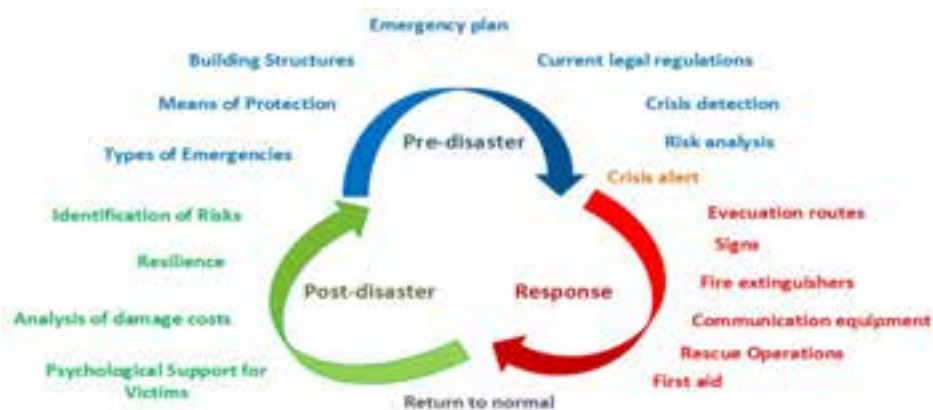 Emergency plan
Building Structures
Current legal regulations
Means of Protection
Crisis detection
Pre-disaster
Risk analysis
Types of Emergencies
Crisis alert
Identification of Risks
Evacuation routes
Signs
Resilience
Fire extinguishers
Post-disaster
Response
Analysis of damage costs
Communication equipment
Rescue Operations
Psychological Support for
Victims
First aid
Return to normal